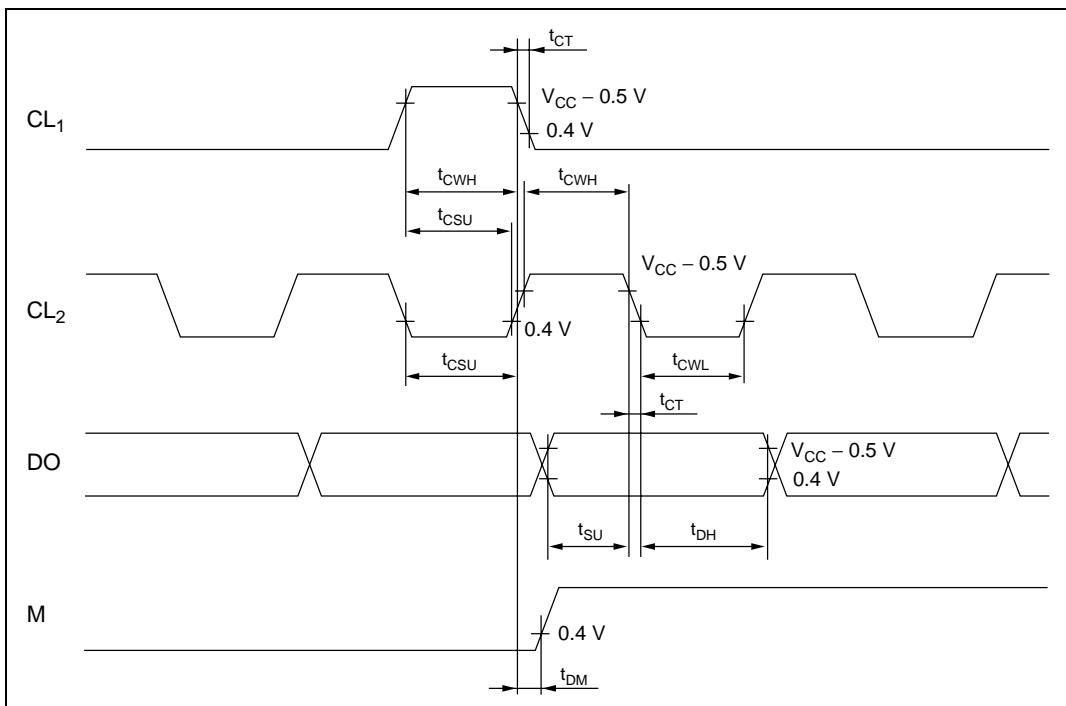 t_CT
V_CC – 0.5 V
CL_1
0.4 V
t_CWH t_CWH
t_CSU
V_CC – 0.5 V
CL_2
0.4 V
t_CSU t_CWL
t_CT
DO
V_CC – 0.5 V
0.4 V
t_SU t_DH
M
0.4 V
t_DM